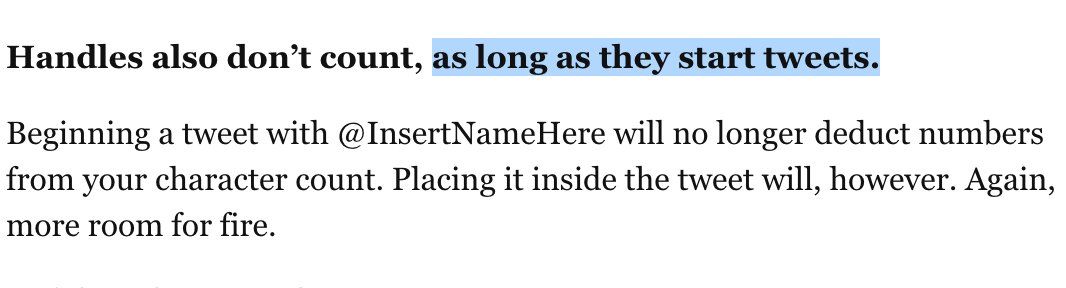 Handles also don’t count, as long as they start tweets.
Beginning a tweet with @InsertNameHere will no longer deduct numbers
from your character count. Placing it inside the tweet will, however. Again,
more room for fire.